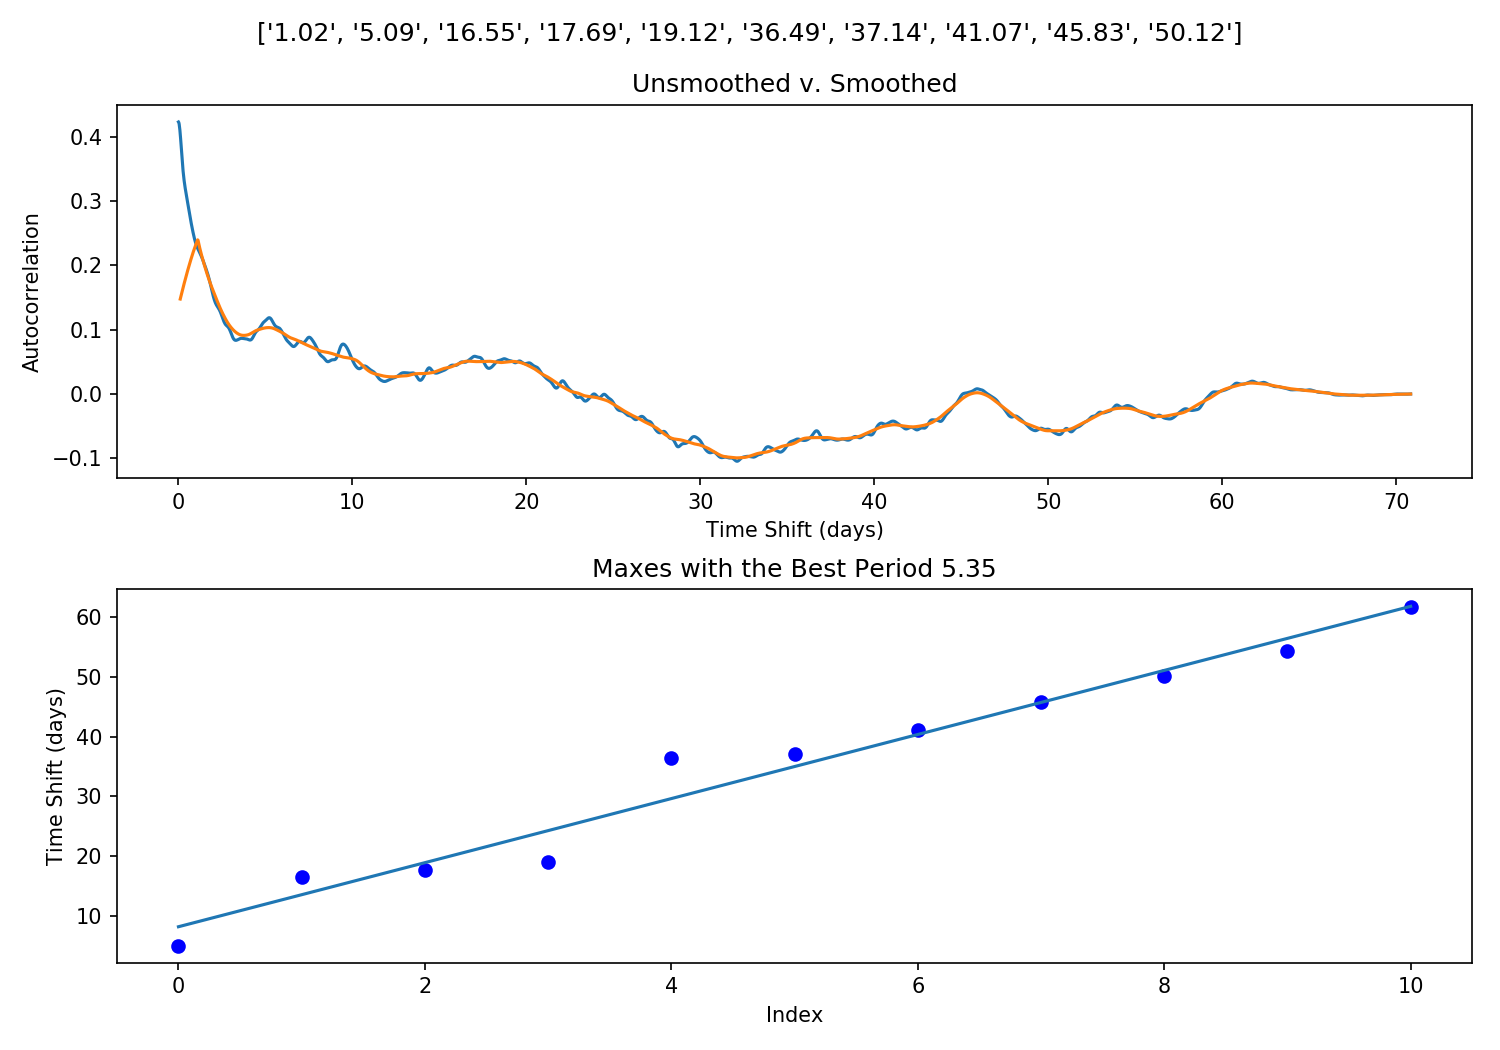 ['1.02', '5.09', '16.55', '17.69', '19.12', '36.49', '37.14', '41.07', '45.83', '50.12']
Unsmoothed v. Smoothed
Autocorrelation
0.4
0.3
0.2
0.1
0.0
−0.1
0 10 20 30 40 50 60 70
Time Shift (days)
Maxes with the Best Period 5.35
Time Shift (days)
60
50
40
30
20
10
0 2 4 6 8 10
Index